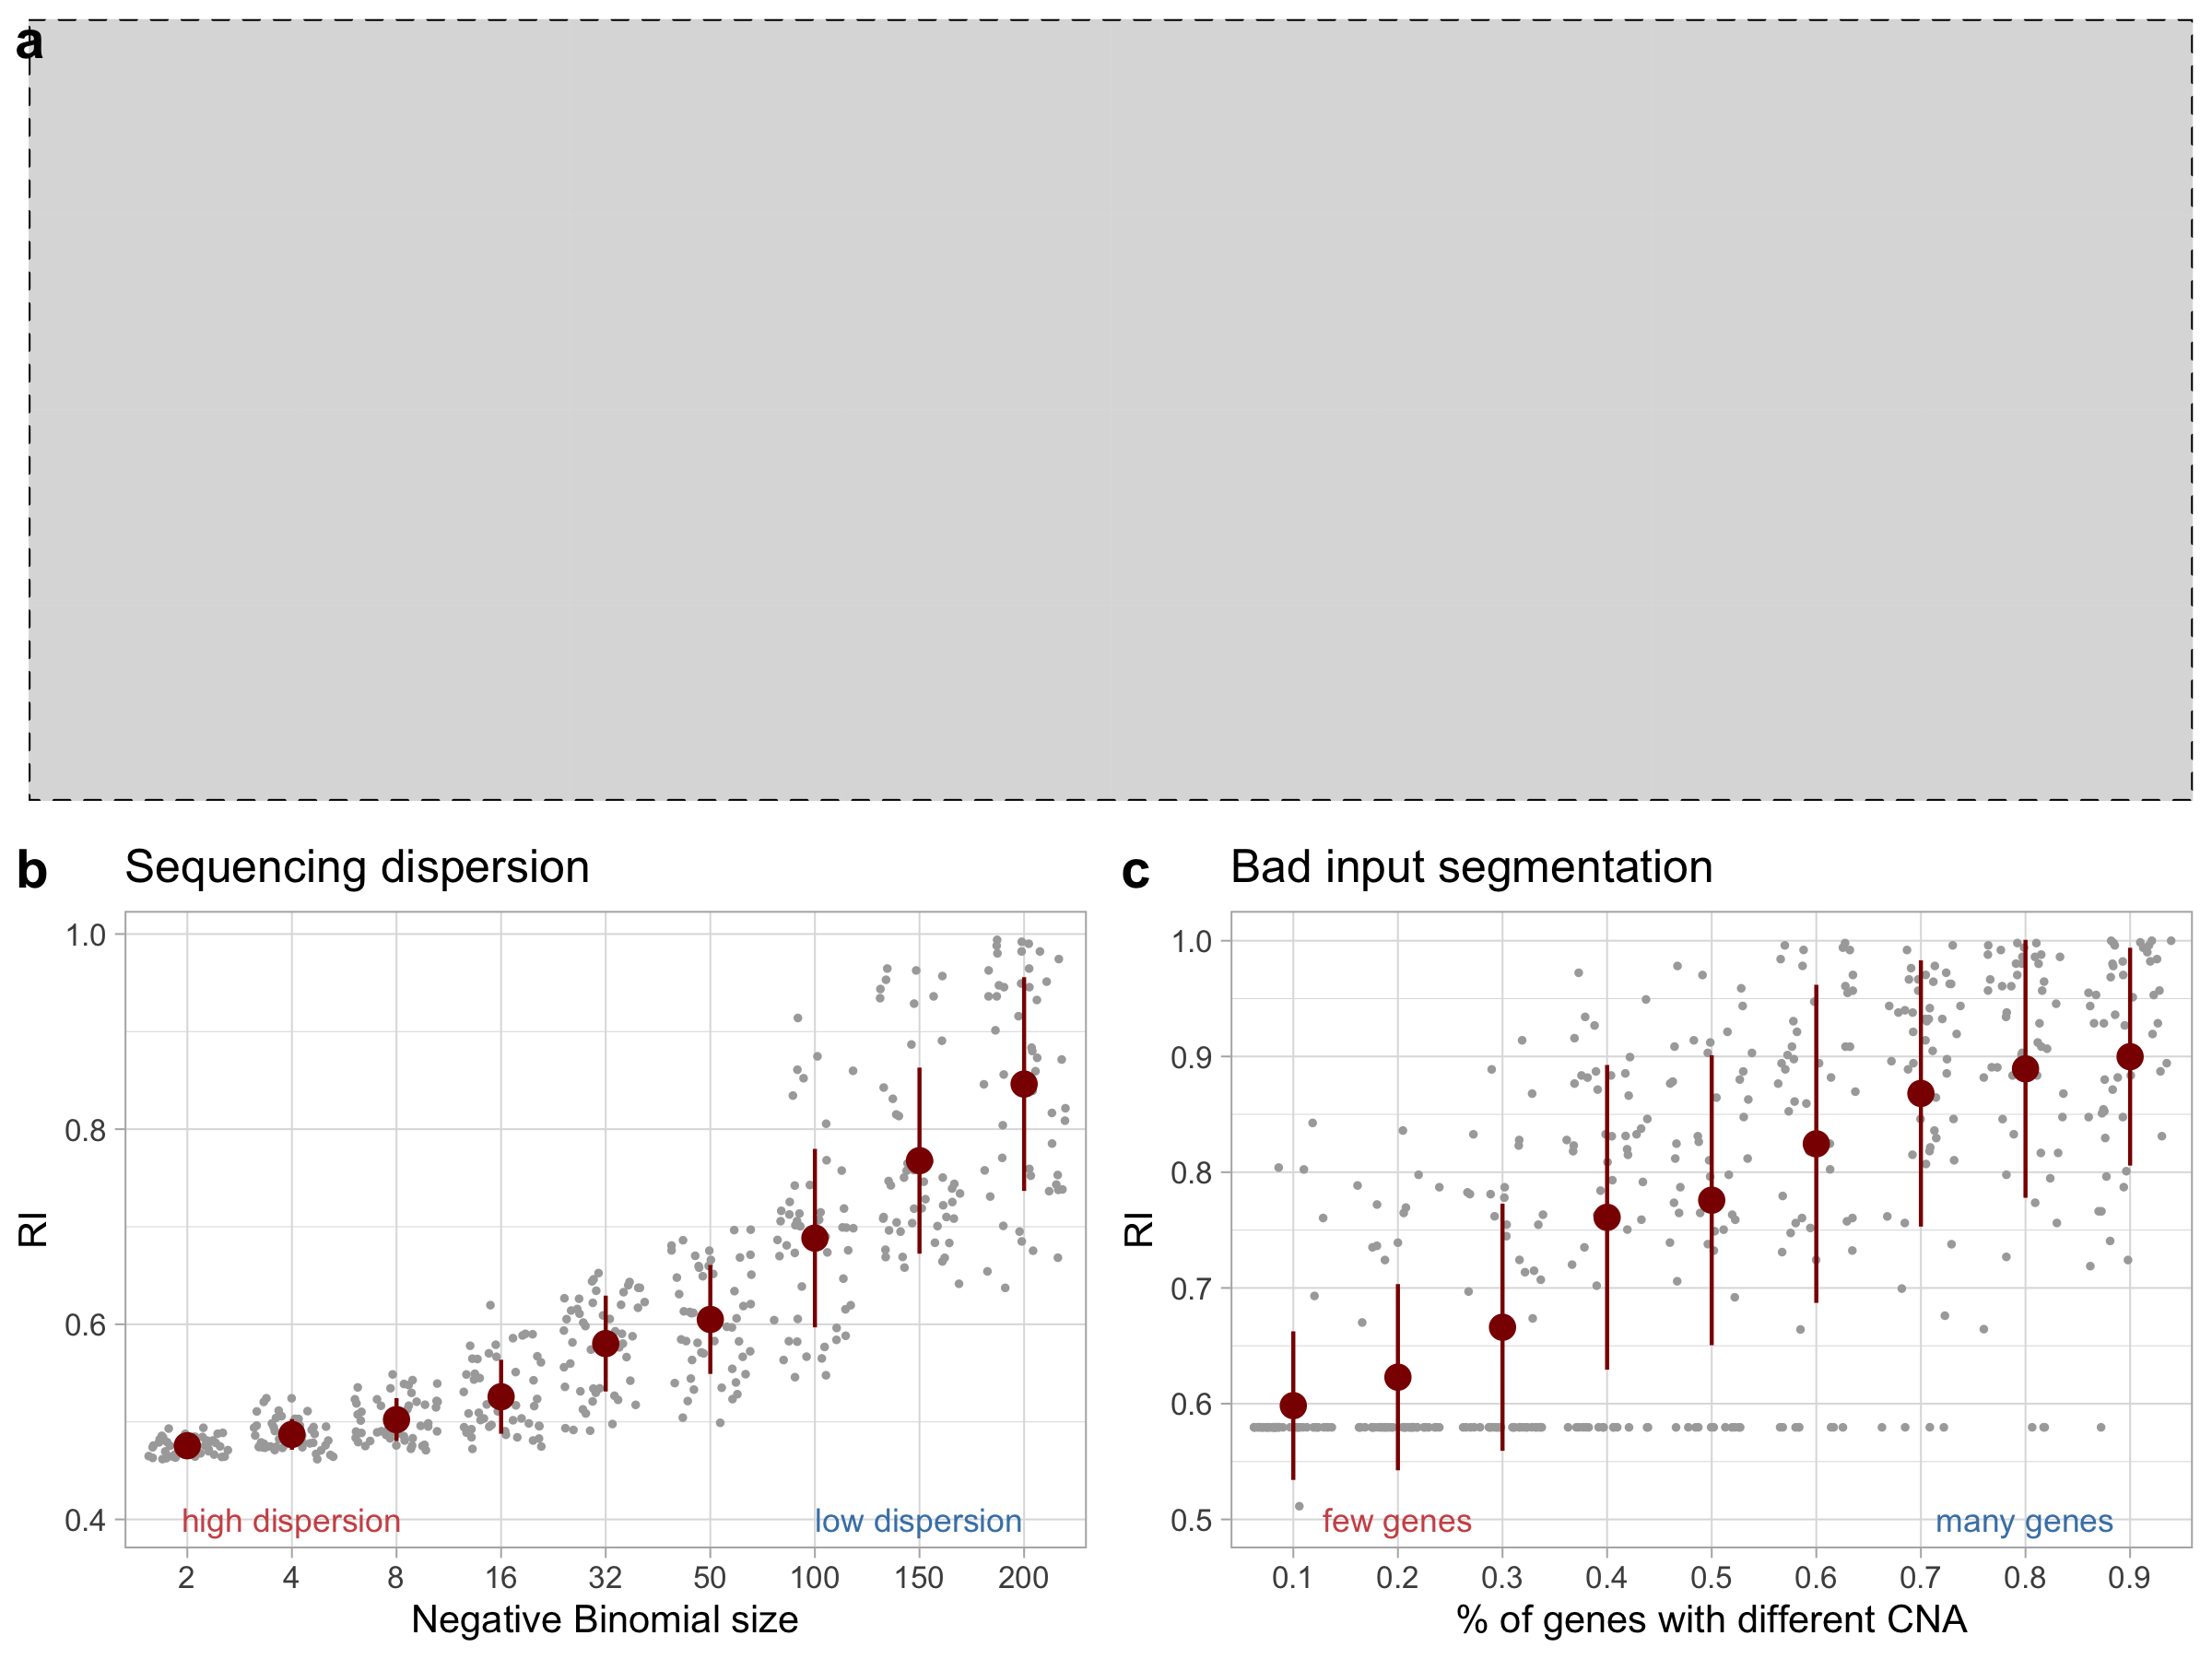 a
b Sequencing dispersion
1.0
0.8
0.6
0.4
RI
high dispersion low dispersion
2 4 8 16 32 50 100 150 200
Negative Binomial size
c Bad input segmentation
1.0
0.9
0.8
0.7
0.6
0.5
RI
few genes many genes
0.1 0.2 0.3 0.4 0.5 0.6 0.7 0.8 0.9
% of genes with different CNA